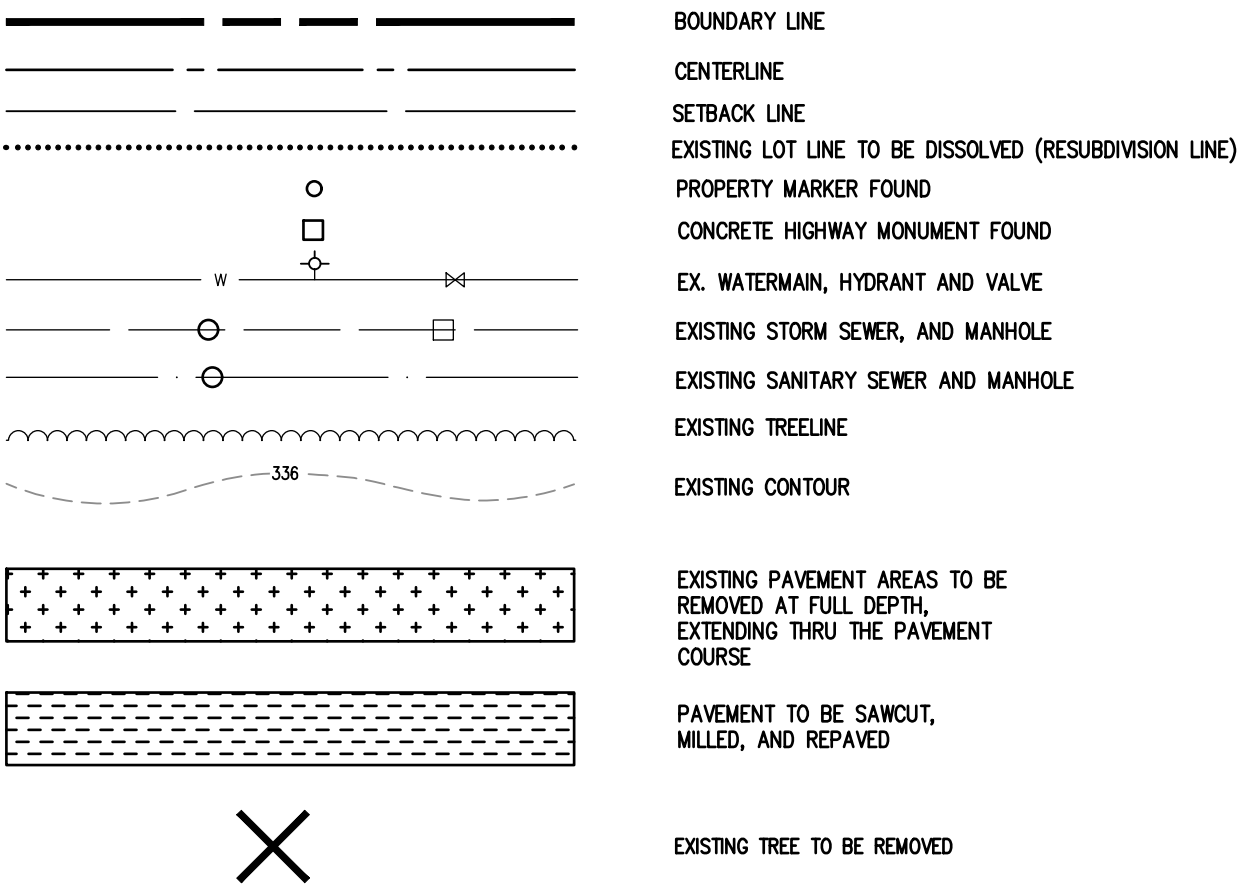 BOUNDARY LINE
CENTERLINE
SETBACK LINE
EXISTING LOT LINE TO BE DISSOLVED (RESUBDIVISION LINE)
PROPERTY MARKER FOUND
CONCRETE HIGHWAY MONUMENT FOUND
W
EX. WATERMAIN, HYDRANT AND VALVE
EXISTING STORM SEWER, AND MANHOLE
EXISTING SANITARY SEWER AND MANHOLE
EXISTING TREELINE
336
EXISTING CONTOUR
EXISTING PAVEMENT AREAS TO BE
REMOVED AT FULL DEPTH,
EXTENDING THRU THE PAVEMENT
COURSE
PAVEMENT TO BE SAWCUT,
MILLED, AND REPAVED
EXISTING TREE TO BE REMOVED